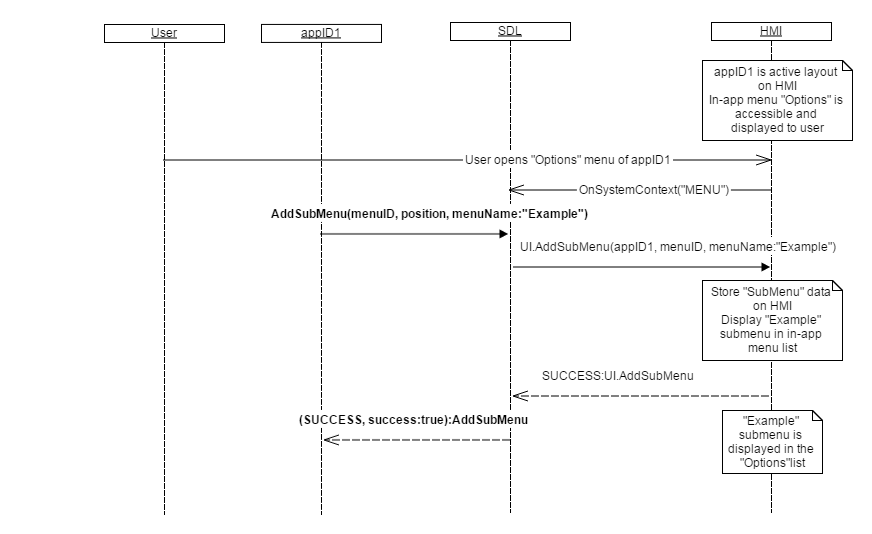 User
appID1
SDL
HMI
appID1 is active layout
on HMI
In-app menu "Options" is
accessible and
displayed to user
User opens "Options" menu of appID1
OnSystemContext("MENU")
AddSubMenu(menuID, position, menuName:"Example")
UI.AddSubMenu(appID1, menuID, menuName:"Example")
Store "SubMenu" data
on HMI
Display "Example"
submenu in in-app
menu list
SUCCESS:UI.AddSubMenu
(SUCCESS, success:true):AddSubMenu
"Example"
submenu is
displayed in the
"Options"list